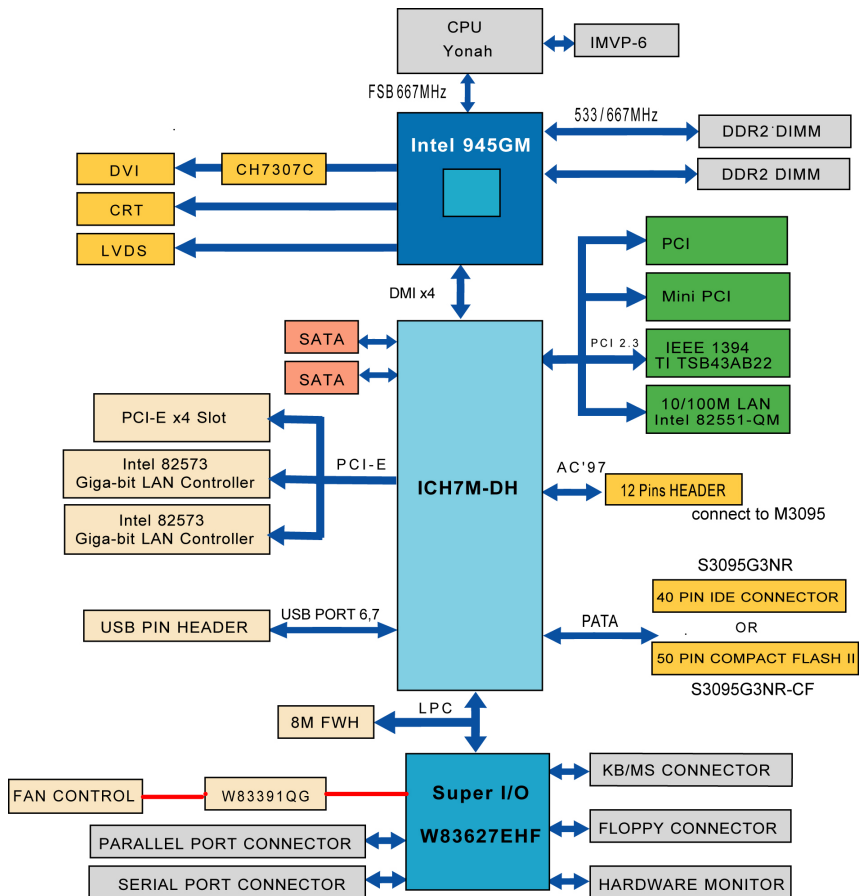 CPU
Yonah
IMVP-6
FSB 667MHz
533/667MHz
Intel 945GM
DDR2 DIMM
DDR2 DIMM
DVI
CH7307C
CRT
LVDS
DMI x4
PCI
Mini PCI
PCI 2.3
IEEE 1394
TI TSB43AB22
10/100M LAN
Intel 82551-QM
SATA
SATA
PCI-E x4 Slot
Intel 82573
Giga-bit LAN Controller
PCI-E
Intel 82573
Giga-bit LAN Controller
ICH7M-DH
AC'97
12 Pins HEADER
connect to M3095
S3095G3NR
40 PIN IDE CONNECTOR
OR
50 PIN COMPACT FLASH II
S3095G3NR-CF
PATA
USB PIN HEADER
USB PORT 6,7
LPC
8M FWH
Super I/O
W83627EHF
FAN CONTROL
W83391QG
KB/MS CONNECTOR
PARALLEL PORT CONNECTOR
FLOPPY CONNECTOR
SERIAL PORT CONNECTOR
HARDWARE MONITOR